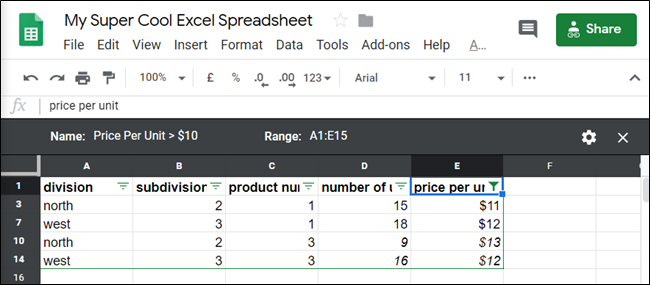 My Super Cool Excel Spreadsheet
File Edit View Insert Format Data Tools Add-ons Help A...
Share
100% £ % .0 .00 123 Arial 11
fx price per unit
Name: Price Per Unit > $10 Range: A1:E15
A B C D E F
1 division subdivision product nu number of u price per u
3 north 2 1 15 $11
7 west 3 1 18 $12
10 north 2 3 9 $13
14 west 3 3 16 $12
16